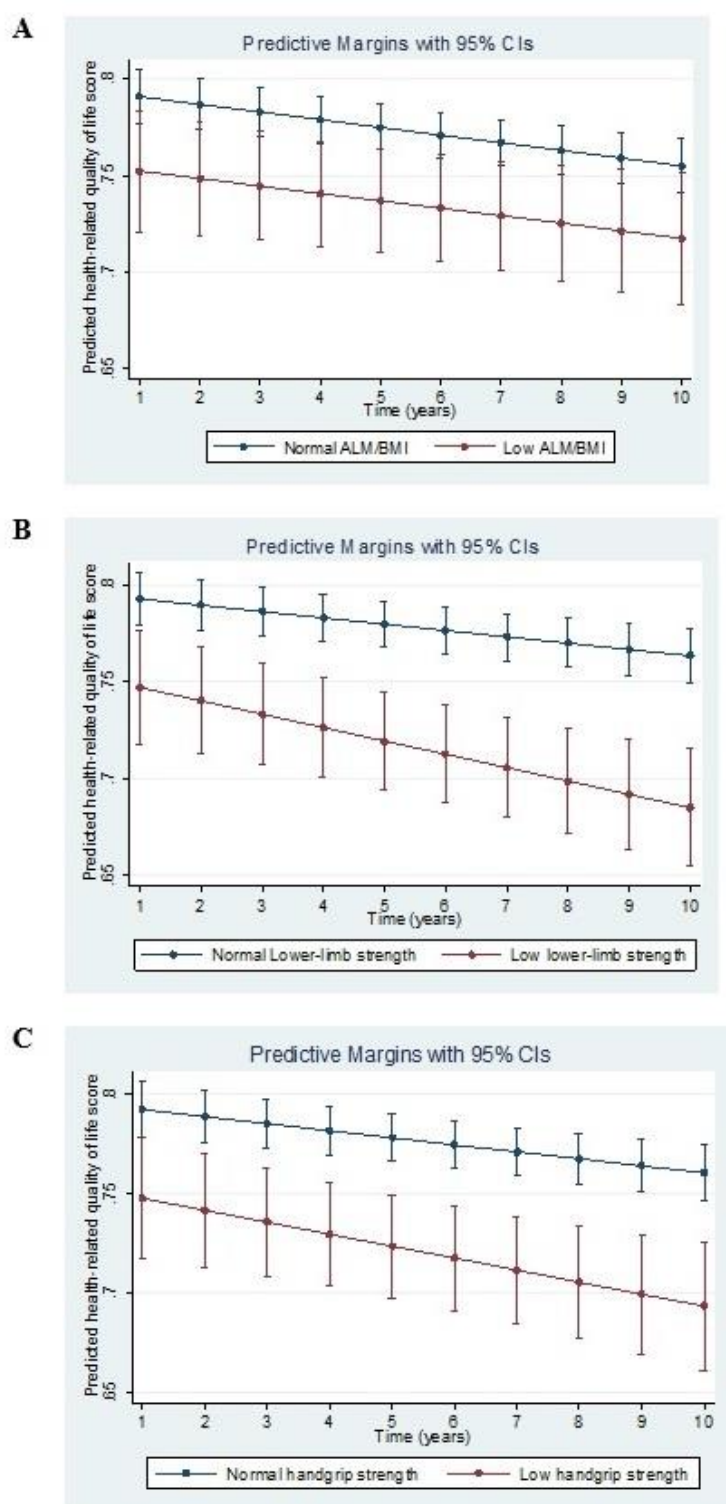 A
Predictive Margins with 95% CIs
Predicted health-related quality of life score
.8
.75
.7
.65
1 2 3 4 5 6 7 8 9 10
Time (years)
Normal ALM/BMI Low ALM/BMI
B
Predictive Margins with 95% CIs
Predicted health-related quality of life score
.8
.75
.7
.65
1 2 3 4 5 6 7 8 9 10
Time (years)
Normal Lower-limb strength Low lower-limb strength
C
Predictive Margins with 95% CIs
Predicted health-related quality of life score
.8
.75
.7
.65
1 2 3 4 5 6 7 8 9 10
Time (years)
Normal handgrip strength Low handgrip strength